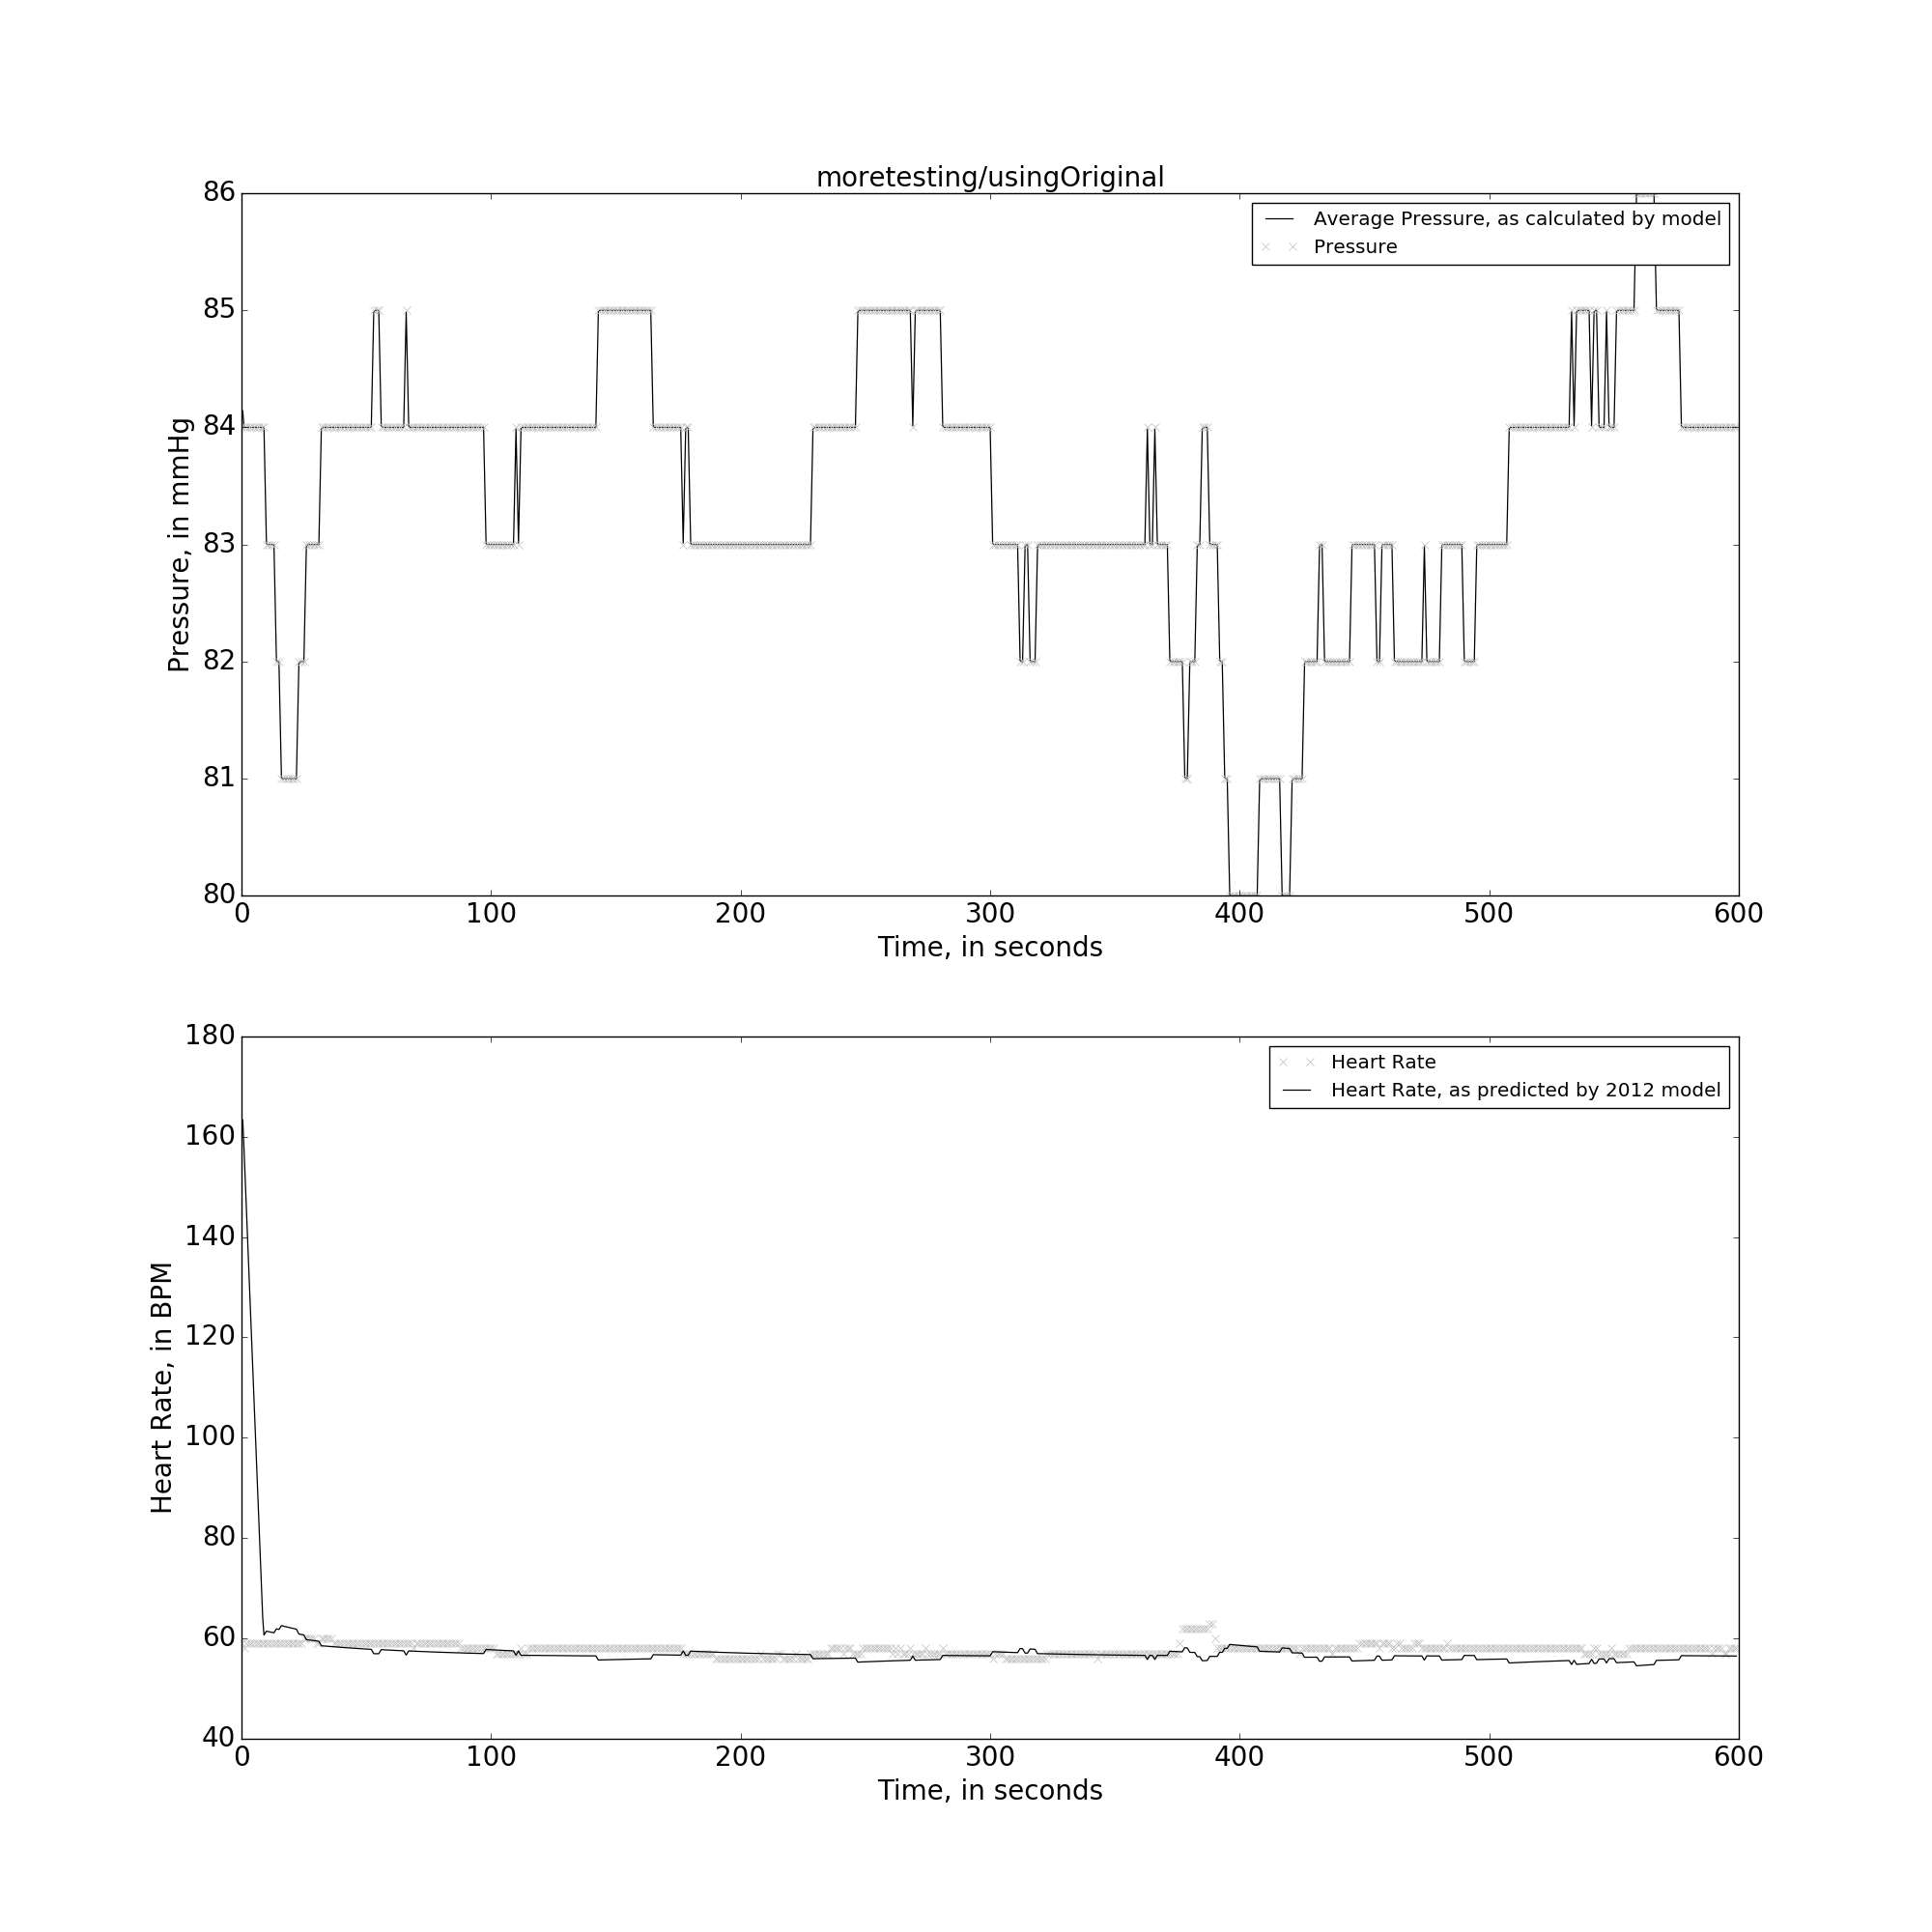 moretesting/usingOriginal
86
85
84
83
82
81
80
Pressure, in mmHg
Average Pressure, as calculated by model
Pressure
0 100 200 300 400 500 600
Time, in seconds
180
160
140
120
100
80
60
40
Heart Rate, in BPM
Heart Rate
Heart Rate, as predicted by 2012 model
0 100 200 300 400 500 600
Time, in seconds